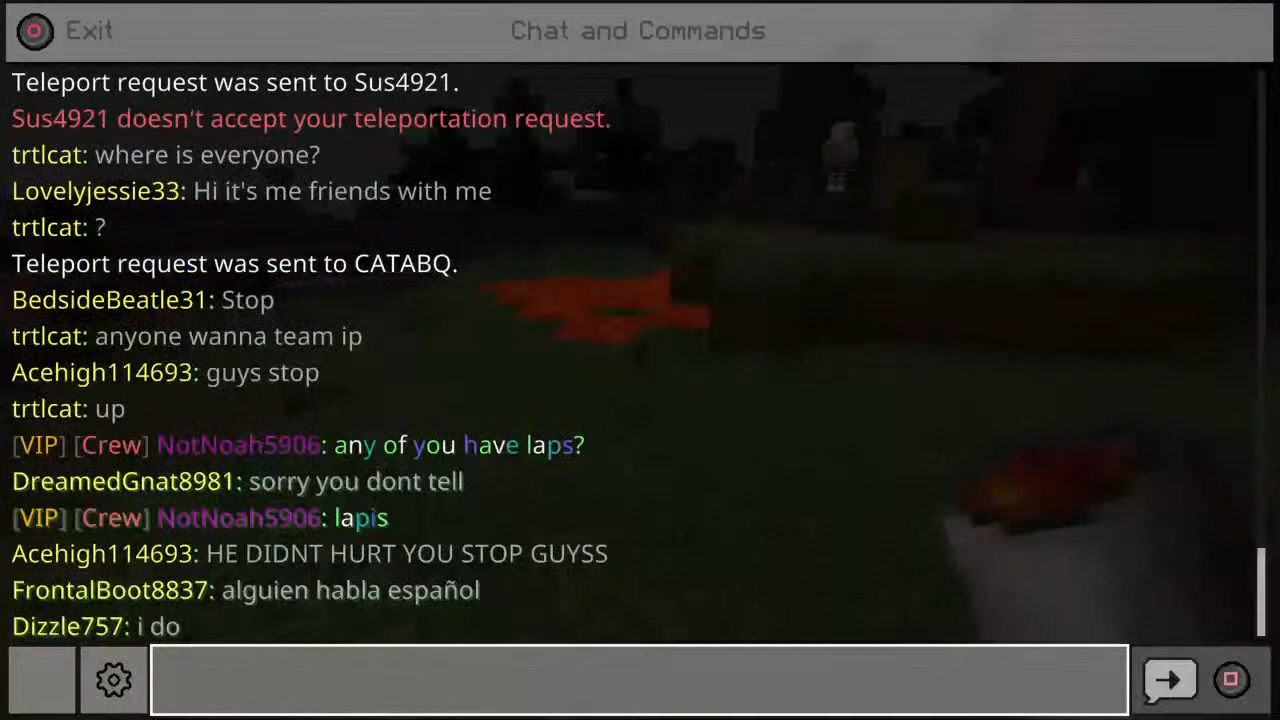 Exit
Chat and Commands
Teleport request was sent to Sus4921.
Sus4921 doesn't accept your teleportation request.
trtlcat: where is everyone?
Lovelyjessie33: Hi it's me friends with me
trtlcat: ?
Teleport request was sent to CATABQ.
BedsideBeatle31: Stop
trtlcat: anyone wanna team ip
Acehigh114693: guys stop
trtlcat: up
[VIP] [Crew] NotNoah5906: any of you have laps?
DreamedGnat8981: sorry you dont tell
[VIP] [Crew] NotNoah5906: lapis
Acehigh114693: HE DIDNT HURT YOU STOP GUYSS
FrontalBoot8837: alguien habla español
Dizzle757: i do